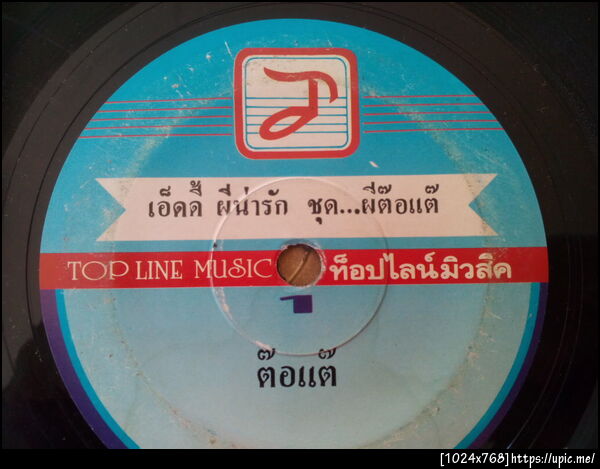 เอ็ดดี้ ผีน่ารัก ชุด...ผีต๊อแต๊
TOP LINE MUSIC ท็อปไลน์มิวสิค
1
ต๊อแต๊
[1024x768]https://upic.me/